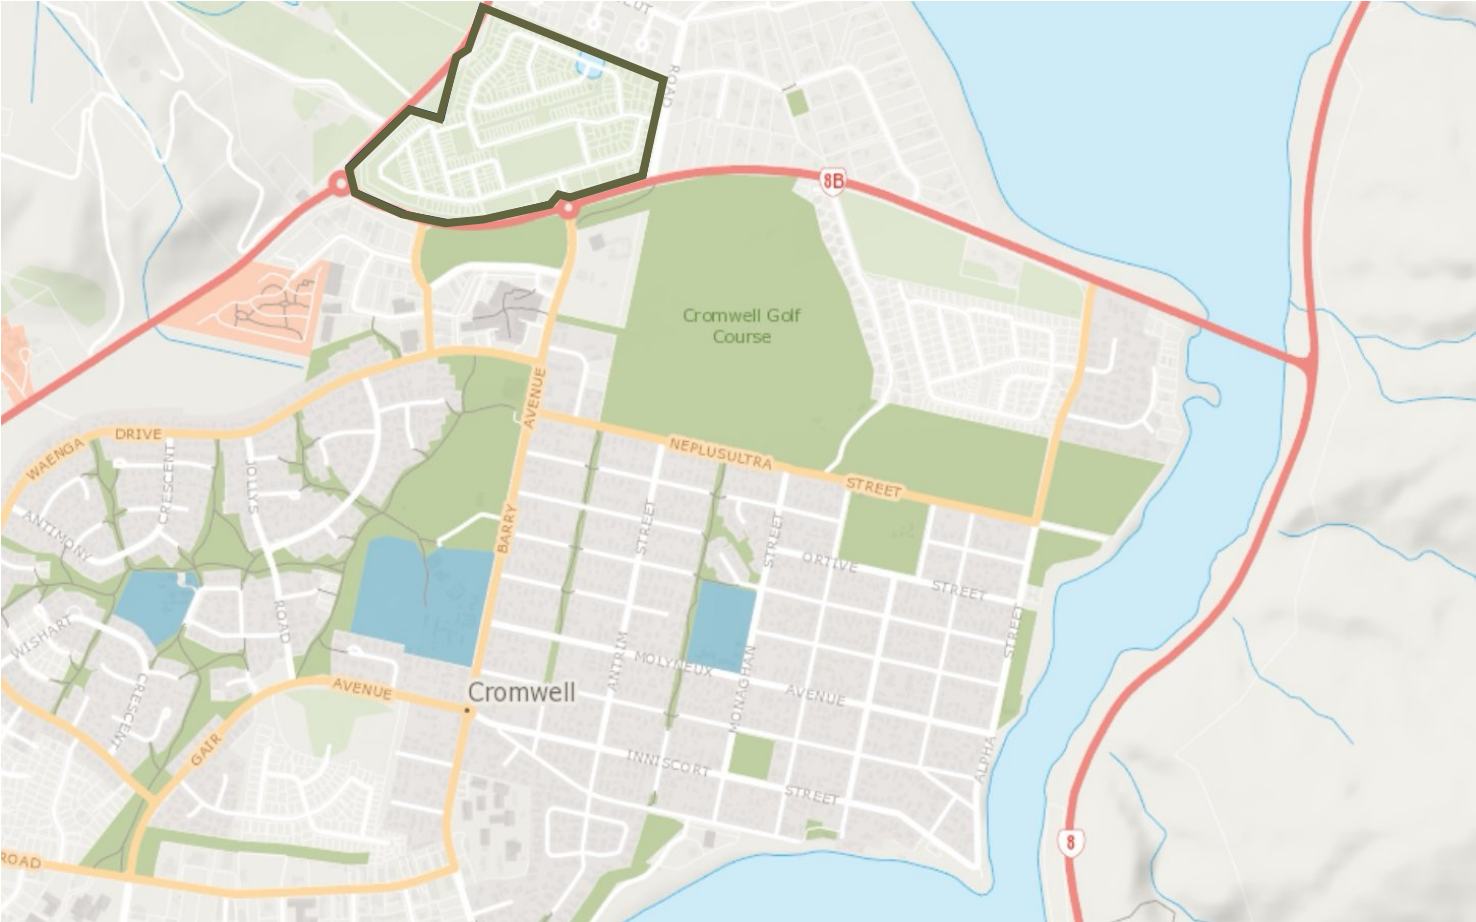 ROAD
8B
Cromwell Golf
Course
AVENUE
DRIVE
WAENGA
CRESCENT
JOLLYS
NEPLUSULTRA
STREET
ANTIMONY
BARRY
STREET
STREET
ORTIVE
STREET
WISHART
ROAD
STREET
ANTRIM
MOLYNEUX
MONAGHAN
AVENUE
AVENUE
Cromwell
CRESCENT
GAIR
INNISCORT
STREET
ALPHA
8
ROAD